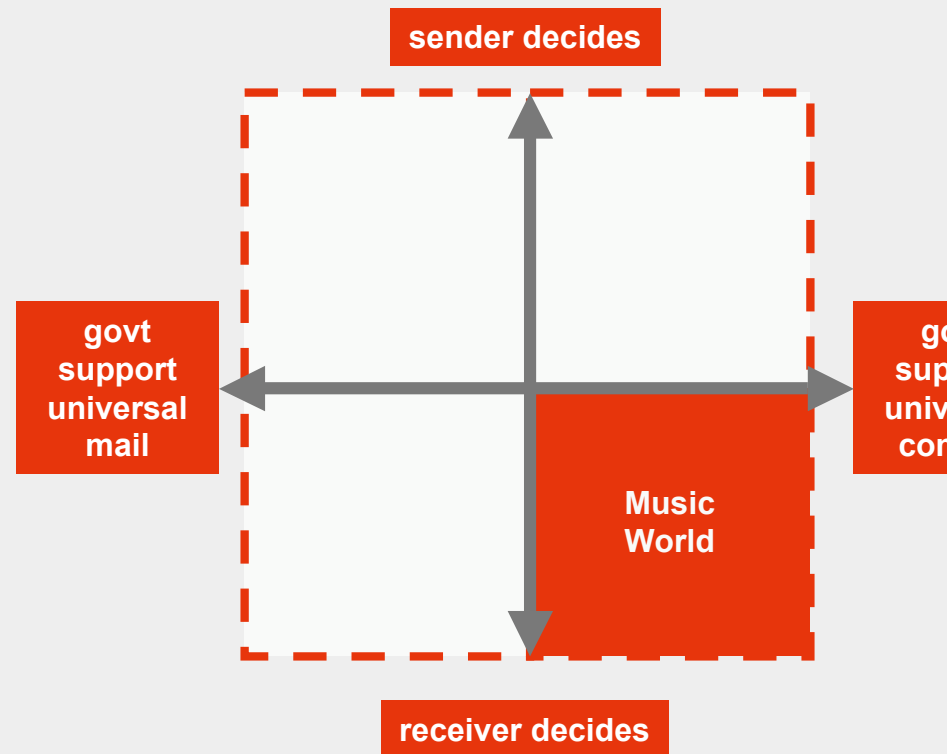 sender decides
govt
support
universal
mail
Music
World
receiver decides